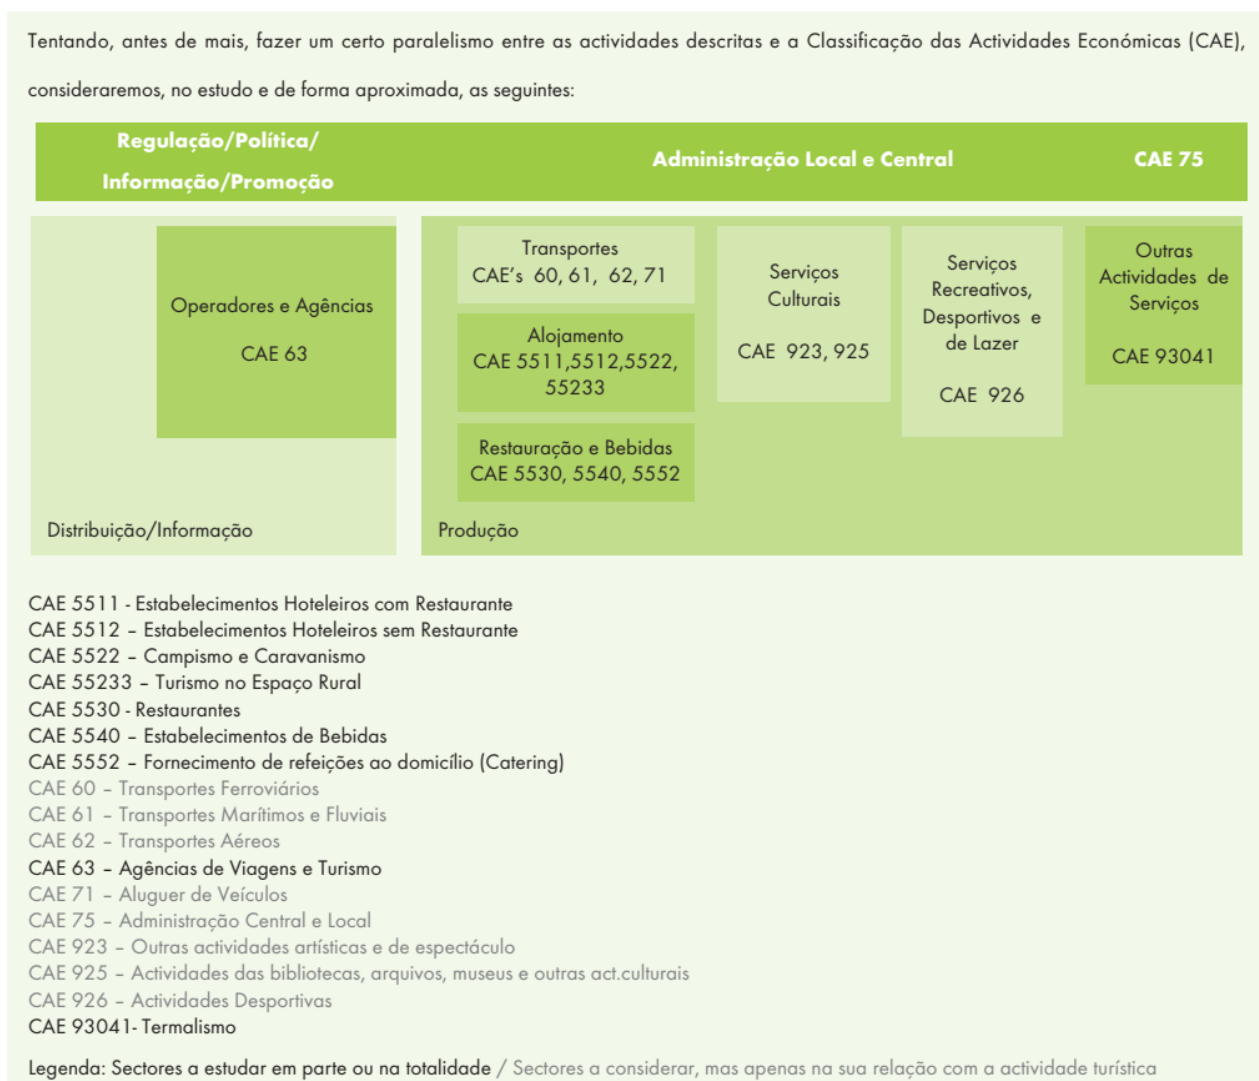 Tentando, antes de mais, fazer um certo paralelismo entre as actividades descritas e a Classificação das Actividades Económicas (CAE),
consideraremos, no estudo e de forma aproximada, as seguintes:
Regulação/Política/
Informação/Promoção
Administração Local e Central
CAE 75
Operadores e Agências
CAE 63
Distribuição/Informação
Transportes
CAE's 60, 61, 62, 71
Alojamento
CAE 5511,5512,5522,
55233
Restauração e Bebidas
CAE 5530, 5540, 5552
Serviços
Culturais
CAE 923, 925
Serviços
Recreativos,
Desportivos e
de Lazer
CAE 926
Outras
Actividades de
Serviços
CAE 93041
Produção
CAE 5511 - Estabelecimentos Hoteleiros com Restaurante
CAE 5512 – Estabelecimentos Hoteleiros sem Restaurante
CAE 5522 – Campismo e Caravanismo
CAE 55233 – Turismo no Espaço Rural
CAE 5530 - Restaurantes
CAE 5540 – Estabelecimentos de Bebidas
CAE 5552 – Fornecimento de refeições ao domicílio (Catering)
CAE 60 – Transportes Ferroviários
CAE 61 – Transportes Marítimos e Fluviais
CAE 62 – Transportes Aéreos
CAE 63 – Agências de Viagens e Turismo
CAE 71 – Aluguer de Veículos
CAE 75 – Administração Central e Local
CAE 923 – Outras actividades artísticas e de espectáculo
CAE 925 – Actividades das bibliotecas, arquivos, museus e outras act.culturais
CAE 926 – Actividades Desportivas
CAE 93041- Termalismo
Legenda: Sectores a estudar em parte ou na totalidade / Sectores a considerar, mas apenas na sua relação com a actividade turística